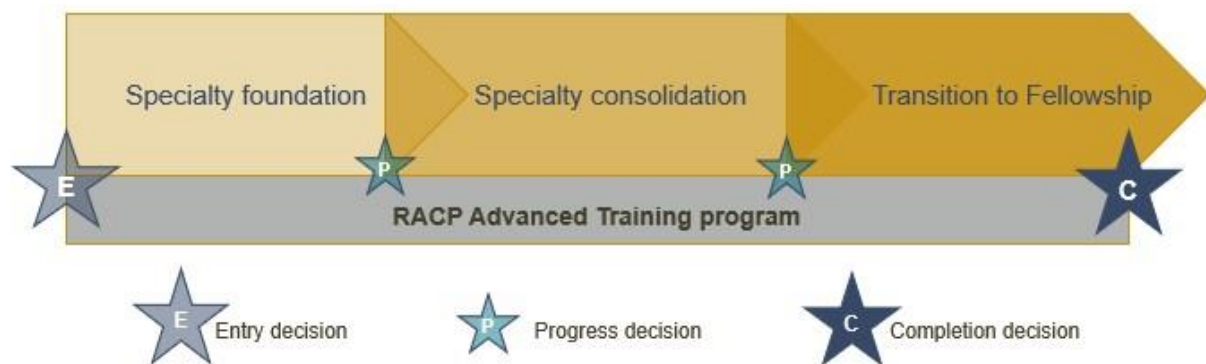 Specialty foundation
Specialty consolidation
Transition to Fellowship
E
P
P
C
RACP Advanced Training program
E Entry decision
P Progress decision
C Completion decision